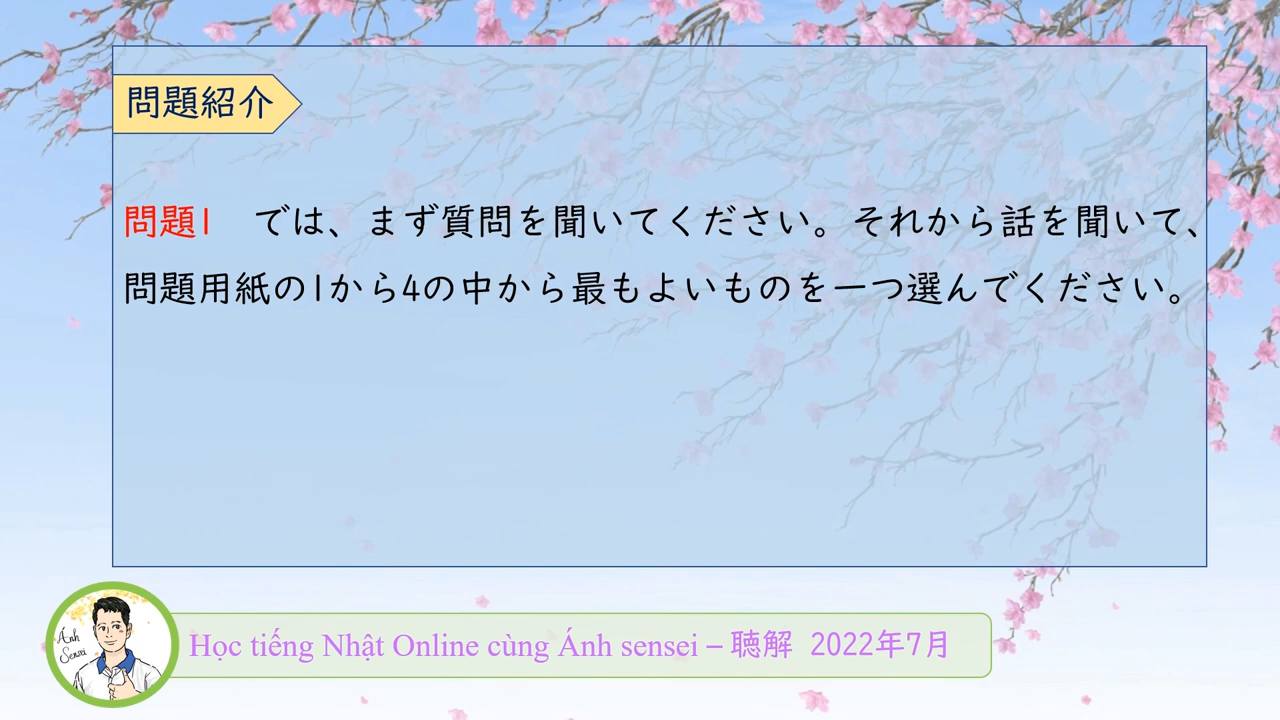 問題紹介
問題1　では、まず質問を聞いてください。それから話を聞いて、
問題用紙の1から4の中から最もよいものを一つ選んでください。
Ánh
Sensei
Học tiếng Nhật Online cùng Ánh sensei – 聴解 2022年7月